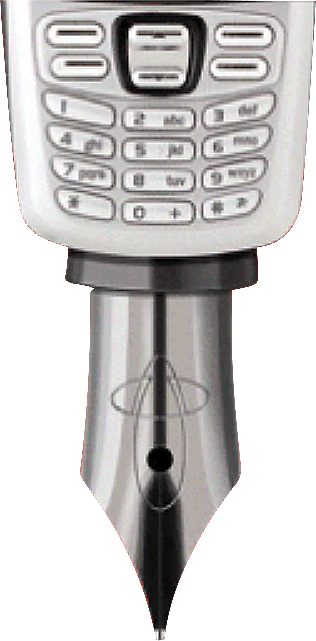 1 2 abc 3 def
4 ghi 5 jkl 6 mno
7 pqrs 8 tuv 9 wxyz
* 0 + #